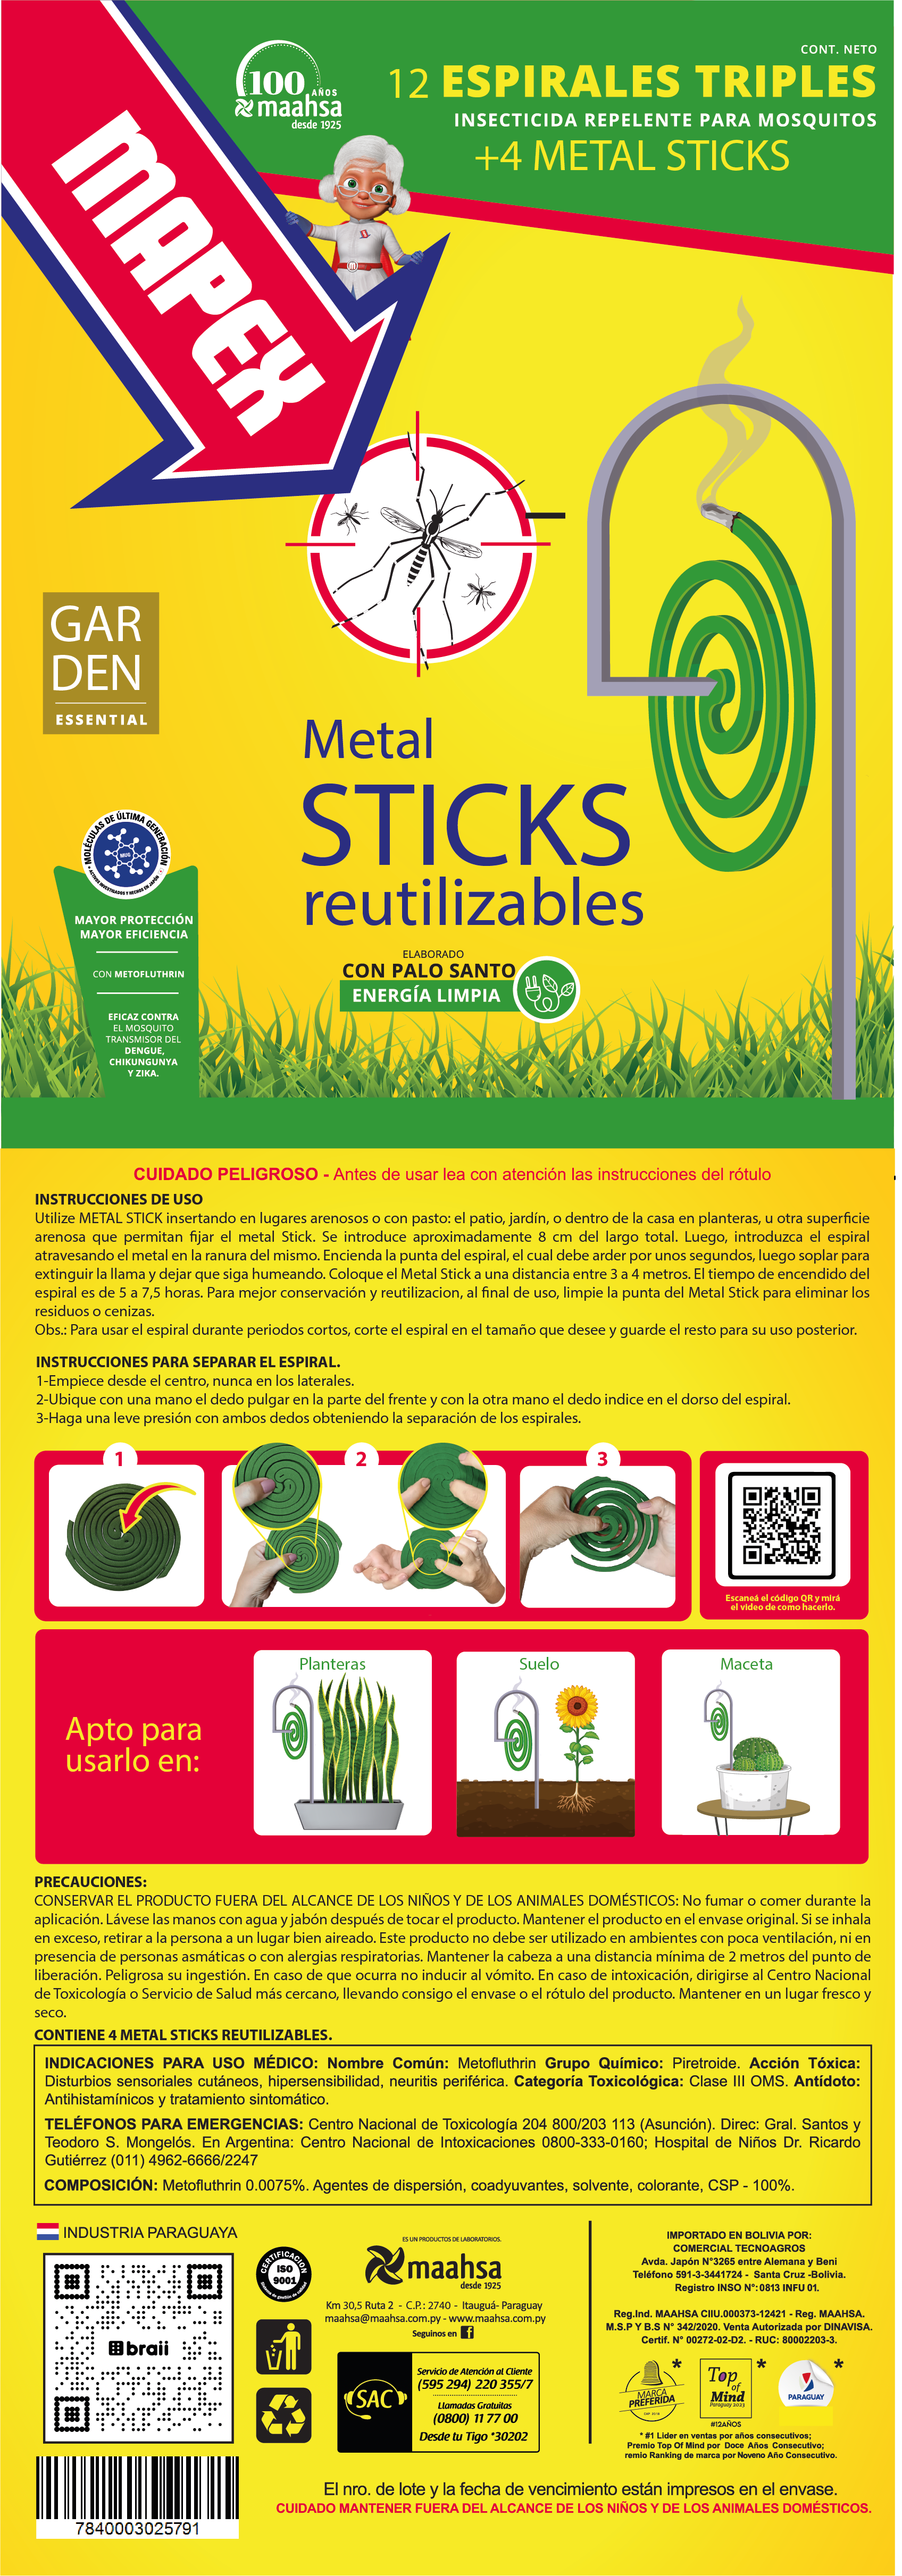 CONT. NETO
12 ESPIRALES TRIPLES
INSECTICIDA REPELENTE PARA MOSQUITOS
+4 METAL STICKS
100
AÑOS
maahsa
desde 1925
MAPEX
GAR
DEN
ESSENTIAL
Metal
STICKS
reutilizables
MOLÉCULAS DE ÚLTIMA GENERACIÓN
MAYOR PROTECCIÓN
MAYOR EFICIENCIA
CON METOFLUTHRIN
EFICAZ CONTRA
EL MOSQUITO
TRANSMISOR DEL
DENGUE,
CHIKUNGUNYA
Y ZIKA.
ELABORADO
CON PALO SANTO
ENERGÍA LIMPIA
CUIDADO PELIGROSO - Antes de usar lea con atención las instrucciones del rótulo
INSTRUCCIONES DE USO
Utilize METAL STICK insertando en lugares arenosos o con pasto: el patio, jardín, o dentro de la casa en planteras, u otra superficie
arenosa que permitan fijar el metal Stick. Se introduce aproximadamente 8 cm del largo total. Luego, introduzca el espiral
atravesando el metal en la ranura del mismo. Encienda la punta del espiral, el cual debe arder por unos segundos, luego soplar para
extinguir la llama y dejar que siga humeando. Coloque el Metal Stick a una distancia entre 3 a 4 metros. El tiempo de encendido del
espiral es de 5 a 7,5 horas. Para mejor conservación y reutilizacion, al final de uso, limpie la punta del Metal Stick para eliminar los
residuos o cenizas.
Obs.: Para usar el espiral durante periodos cortos, corte el espiral en el tamaño que desee y guarde el resto para su uso posterior.
INSTRUCCIONES PARA SEPARAR EL ESPIRAL.
1-Empiece desde el centro, nunca en los laterales.
2-Ubique con una mano el dedo pulgar en la parte del frente y con la otra mano el dedo indice en el dorso del espiral.
3-Haga una leve presión con ambos dedos obteniendo la separación de los espirales.
1
2
3
Escaneá el código QR y mirá
el video de como hacerlo.
Apto para
usarlo en:
Planteras
Suelo
Maceta
PRECAUCIONES:
CONSERVAR EL PRODUCTO FUERA DEL ALCANCE DE LOS NIÑOS Y DE LOS ANIMALES DOMÉSTICOS: No fumar o comer durante la
aplicación. Lávese las manos con agua y jabón después de tocar el producto. Mantener el producto en el envase original. Si se inhala
en exceso, retirar a la persona a un lugar bien aireado. Este producto no debe ser utilizado en ambientes con poca ventilación, ni en
presencia de personas asmáticas o con alergias respiratorias. Mantener la cabeza a una distancia mínima de 2 metros del punto de
liberación. Peligrosa su ingestión. En caso de que ocurra no inducir al vómito. En caso de intoxicación, dirigirse al Centro Nacional
de Toxicología o Servicio de Salud más cercano, llevando consigo el envase o el rótulo del producto. Mantener en un lugar fresco y
seco.
CONTIENE 4 METAL STICKS REUTILIZABLES.
INDICACIONES PARA USO MÉDICO: Nombre Común: Metofluthrin Grupo Químico: Piretroide. Acción Tóxica:
Disturbios sensoriales cutáneos, hipersensibilidad, neuritis periférica. Categoría Toxicológica: Clase III OMS. Antídoto:
Antihistamínicos y tratamiento sintomático.
TELÉFONOS PARA EMERGENCIAS: Centro Nacional de Toxicología 204 800/203 113 (Asunción). Direc: Gral. Santos y
Teodoro S. Mongelós. En Argentina: Centro Nacional de Intoxicaciones 0800-333-0160; Hospital de Niños Dr. Ricardo
Gutiérrez (011) 4962-6666/2247
COMPOSICIÓN: Metofluthrin 0.0075%. Agentes de dispersión, coadyuvantes, solvente, colorante, CSP - 100%.
INDUSTRIA PARAGUAYA
braii
7840003025791
CERTIFICACIÓN
ISO
9001
ES UN PRODUCTOS DE LABORATORIOS.
maahsa
desde 1925
Km 30,5 Ruta 2 - C.P.: 2740 - Itauguá- Paraguay
maahsa@maahsa.com.py - www.maahsa.com.py
Seguinos en f
SAC
Servicio de Atención al Cliente
(595 294) 220 355/7
Llamadas Gratuitas
(0800) 11 77 00
Desde tu Tigo *30202
IMPORTADO EN BOLIVIA POR:
COMERCIAL TECNOAGROS
Avda. Japón N°3265 entre Alemana y Beni
Teléfono 591-3-3441724 - Santa Cruz -Bolivia.
Registro INSO N°: 0813 INFU 01.
Reg.Ind. MAAHSA CIIU.000373-12421 - Reg. MAAHSA.
M.S.P Y B.S N° 342/2020. Venta Autorizada por DINAVISA.
Certif. N° 00272-02-D2. - RUC: 80002203-3.
MARCA
PREFERIDA
*
Top
of
Mind
Paraguay 2023
#12AÑOS
*
PARAGUAY
*
* #1 Lider en ventas por años consecutivos;
Premio Top Of Mind por Doce Años Consecutivo;
remio Ranking de marca por Noveno Año Consecutivo.
El nro. de lote y la fecha de vencimiento están impresos en el envase.
CUIDADO MANTENER FUERA DEL ALCANCE DE LOS NIÑOS Y DE LOS ANIMALES DOMÉSTICOS.